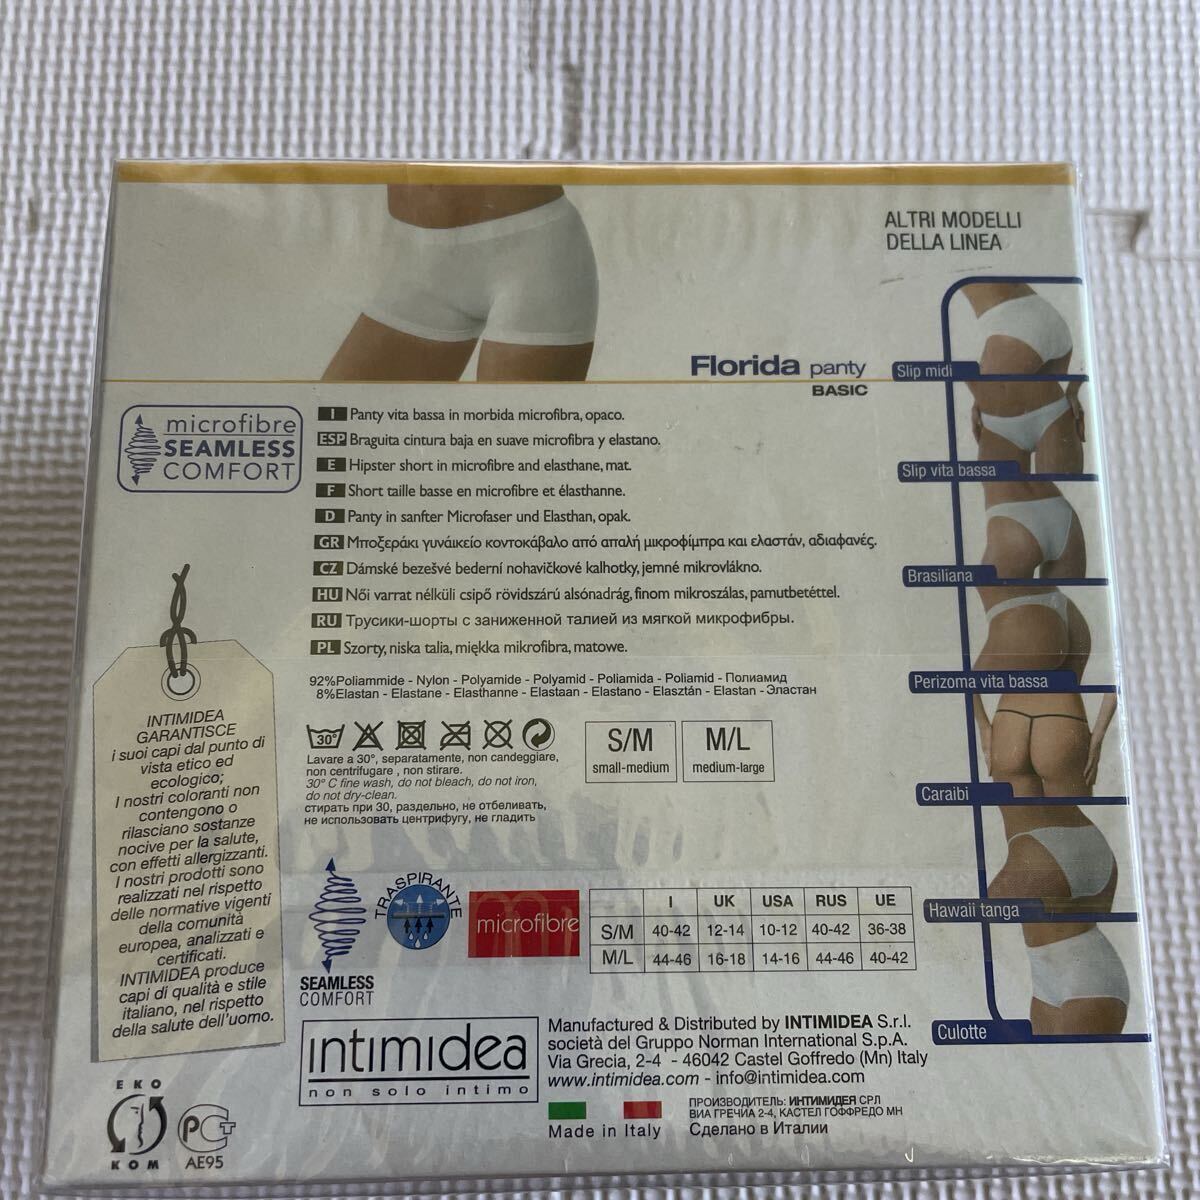 ALTRI MODELLI
DELLA LINEA
Florida panty
BASIC
Slip midi
Slip vita bassa
Brasiliana
Perizoma vita bassa
Caraibi
Hawaii tanga
Culotte
microfibre
SEAMLESS
COMFORT
I Panty vita bassa in morbida microfibra, opaco.
ESP Braguita cintura baja en suave microfibra y elastano.
E Hipster short in microfibre and elasthane, mat.
F Short taille basse en microfibre et élasthanne.
D Panty in sanfter Microfaser und Elasthan, opak.
GR Μποξεράκι γυναικείο κοντοκάβαλο από απαλή μικροφίμπρα και ελαστάν, αδιαφανές.
CZ Dámské bezešvé bederní nohavičkové kalhotky, jemné mikrovlákno.
HU Női varrat nélküli csipő rövidszárú alsónadrág, finom mikroszálas, pamutbetéttel.
RU Трусики-шорты с заниженной талией из мягкой микрофибры.
PL Szorty, niska talia, miękka mikrofibra, matowe.
92%Poliammide - Nylon - Polyamide - Polyamid - Poliamida - Poliamid - Полиамид
8%Elastan - Elastane - Elasthanne - Elastaan - Elastano - Elasztán - Elastan - Эластан
30°
Lavare a 30°, separatamente, non candeggiare,
non centrifugare , non stirare.
30° C fine wash, do not bleach, do not iron,
do not dry-clean.
стирать при 30, раздельно, не отбеливать,
не использовать центрифугу, не гладить
S/M
small-medium
M/L
medium-large
INTIMIDEA
GARANTISCE
i suoi capi dal punto di
vista etico ed
ecologico;
I nostri coloranti non
contengono o
rilasciano sostanze
nocive per la salute,
con effetti allergizzanti.
I nostri prodotti sono
realizzati nel rispetto
delle normative vigenti
della comunità
europea, analizzati e
certificati.
INTIMIDEA produce
capi di qualità e stile
italiano, nel rispetto
della salute dell'uomo.
SEAMLESS
COMFORT
TRASPIRANTE
microfibre
I UK USA RUS UE
S/M 40-42 12-14 10-12 40-42 36-38
M/L 44-46 16-18 14-16 44-46 40-42
intimidea
non solo intimo
Manufactured & Distributed by INTIMIDEA S.r.l.
società del Gruppo Norman International S.p.A.
Via Grecia, 2-4 - 46042 Castel Goffredo (Mn) Italy
www.intimidea.com - info@intimidea.com
Made in Italy
ПРОИЗВОДИТЕЛЬ: ИНТИМИДЕЯ СРЛ
ВИА ГРЕЧИА 2-4, КАСТЕЛ ГОФФРЕДО МН
Сделано в Италии
ЕКО
КОМ
РСТ
АЕ95